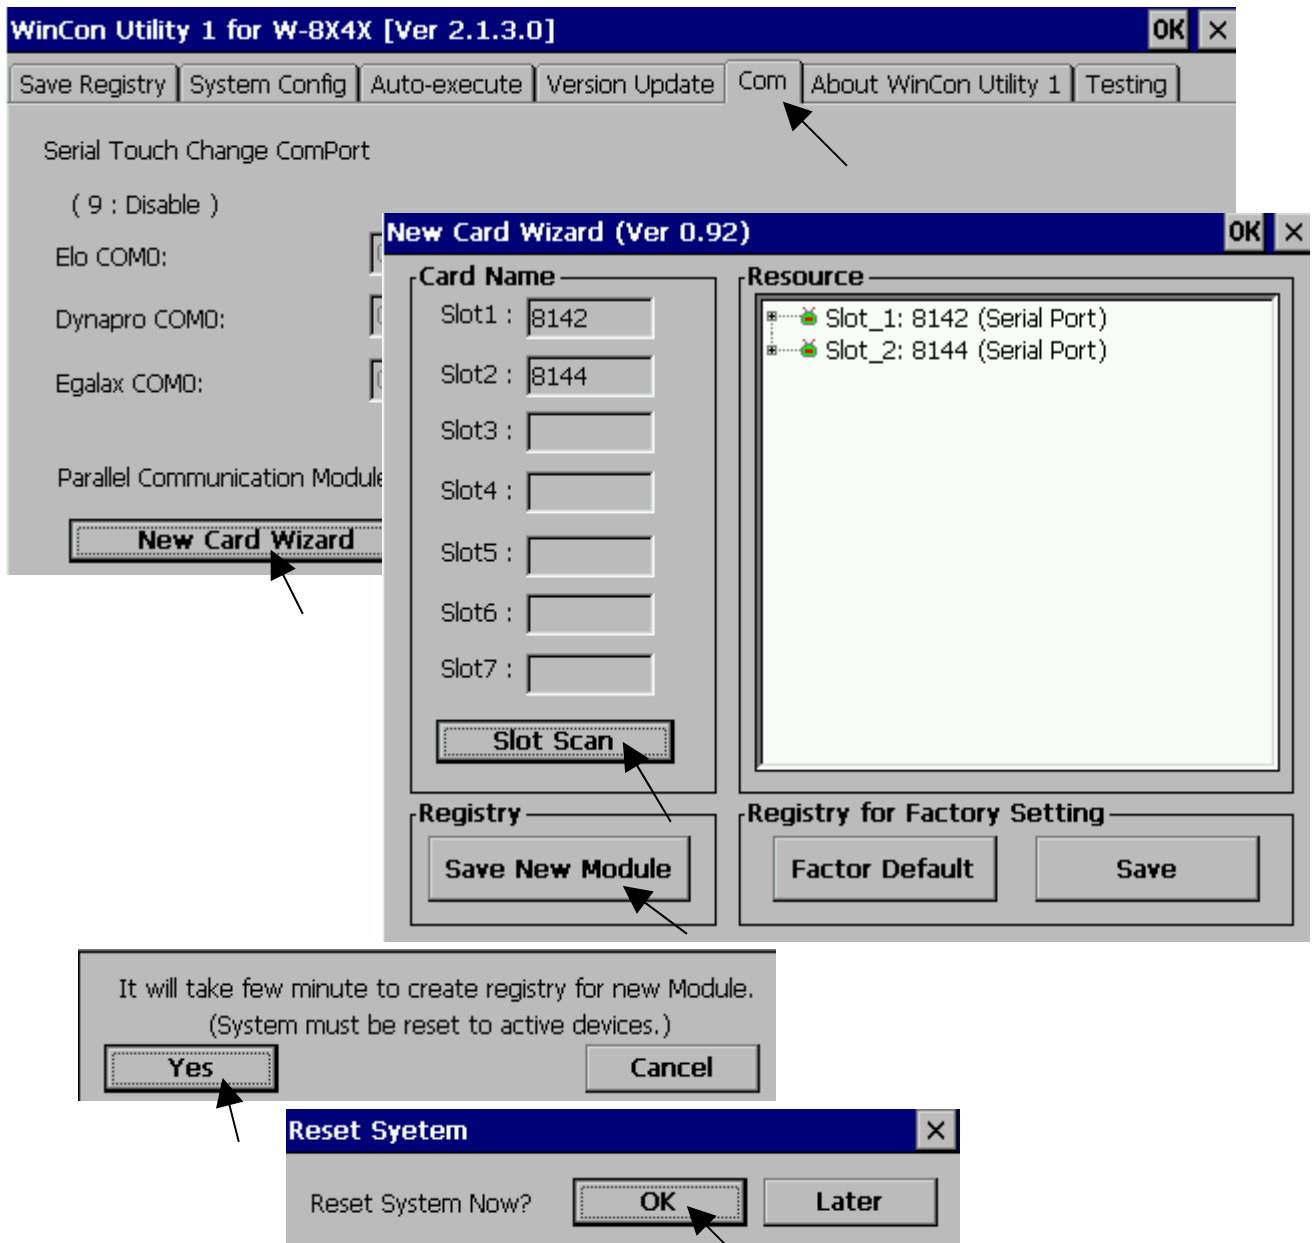 WinCon Utility 1 for W-8X4X [Ver 2.1.3.0]
OK ×
Save Registry System Config Auto-execute Version Update Com About WinCon Utility 1 Testing
Serial Touch Change ComPort
( 9 : Disable )
Elo COM0:
Dynapro COM0:
Egalax COM0:
Parallel Communication Module
New Card Wizard
New Card Wizard (Ver 0.92)
OK ×
Card Name
Slot1 : 8142
Slot2 : 8144
Slot3 :
Slot4 :
Slot5 :
Slot6 :
Slot7 :
Slot Scan
Resource
Slot_1: 8142 (Serial Port)
Slot_2: 8144 (Serial Port)
Registry
Save New Module
Registry for Factory Setting
Factor Default Save
It will take few minute to create registry for new Module.
(System must be reset to active devices.)
Yes Cancel
Reset Syetem ×
Reset System Now? OK Later